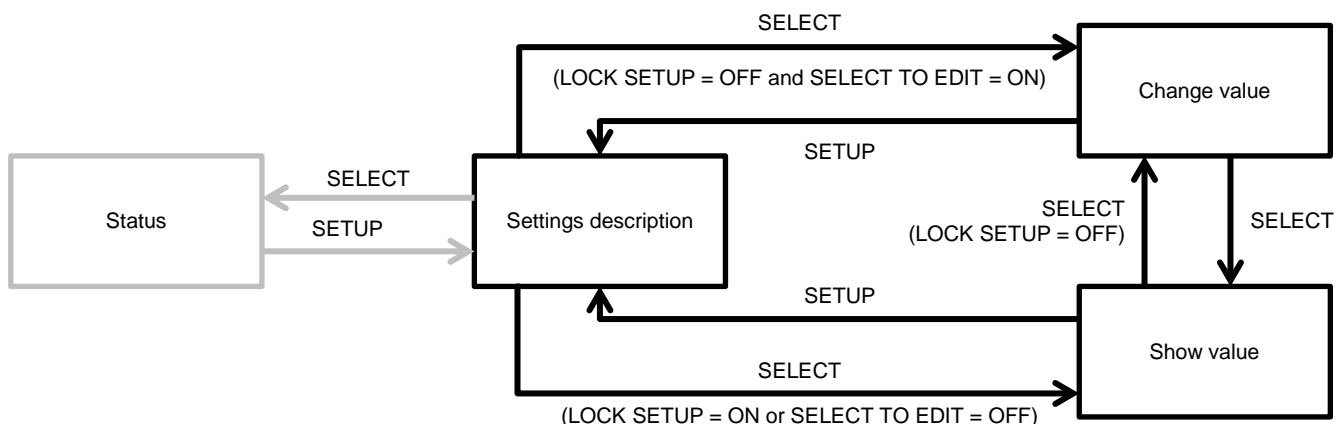 SELECT
(LOCK SETUP = OFF and SELECT TO EDIT = ON)
Change value
SETUP
SELECT
Status
Settings description
SETUP
SELECT
(LOCK SETUP = OFF)
SELECT
SETUP
Show value
SELECT
(LOCK SETUP = ON or SELECT TO EDIT = OFF)